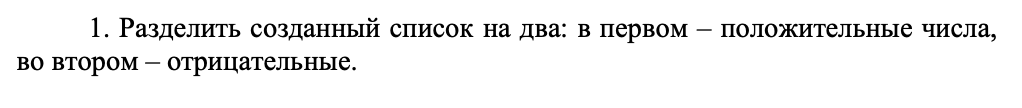 1. Разделить созданный список на два: в первом – положительные числа,
во втором – отрицательные.